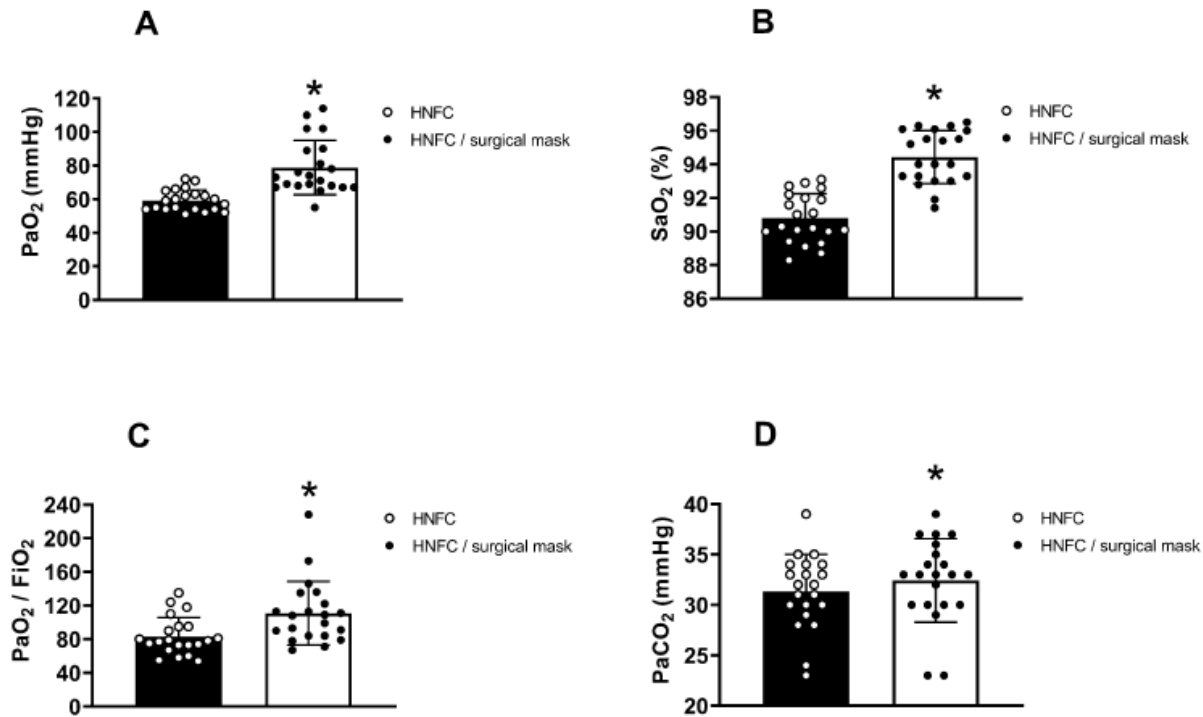 A
PaO2 (mmHg)
120
100
80
60
40
20
0
*
HNFC
HNFC / surgical mask
B
SaO2 (%)
98
96
94
92
90
88
86
*
HNFC
HNFC / surgical mask
C
PaO2 / FiO2
240
200
160
120
80
40
0
*
HNFC
HNFC / surgical mask
D
PaCO2 (mmHg)
40
35
30
25
20
*
HNFC
HNFC / surgical mask